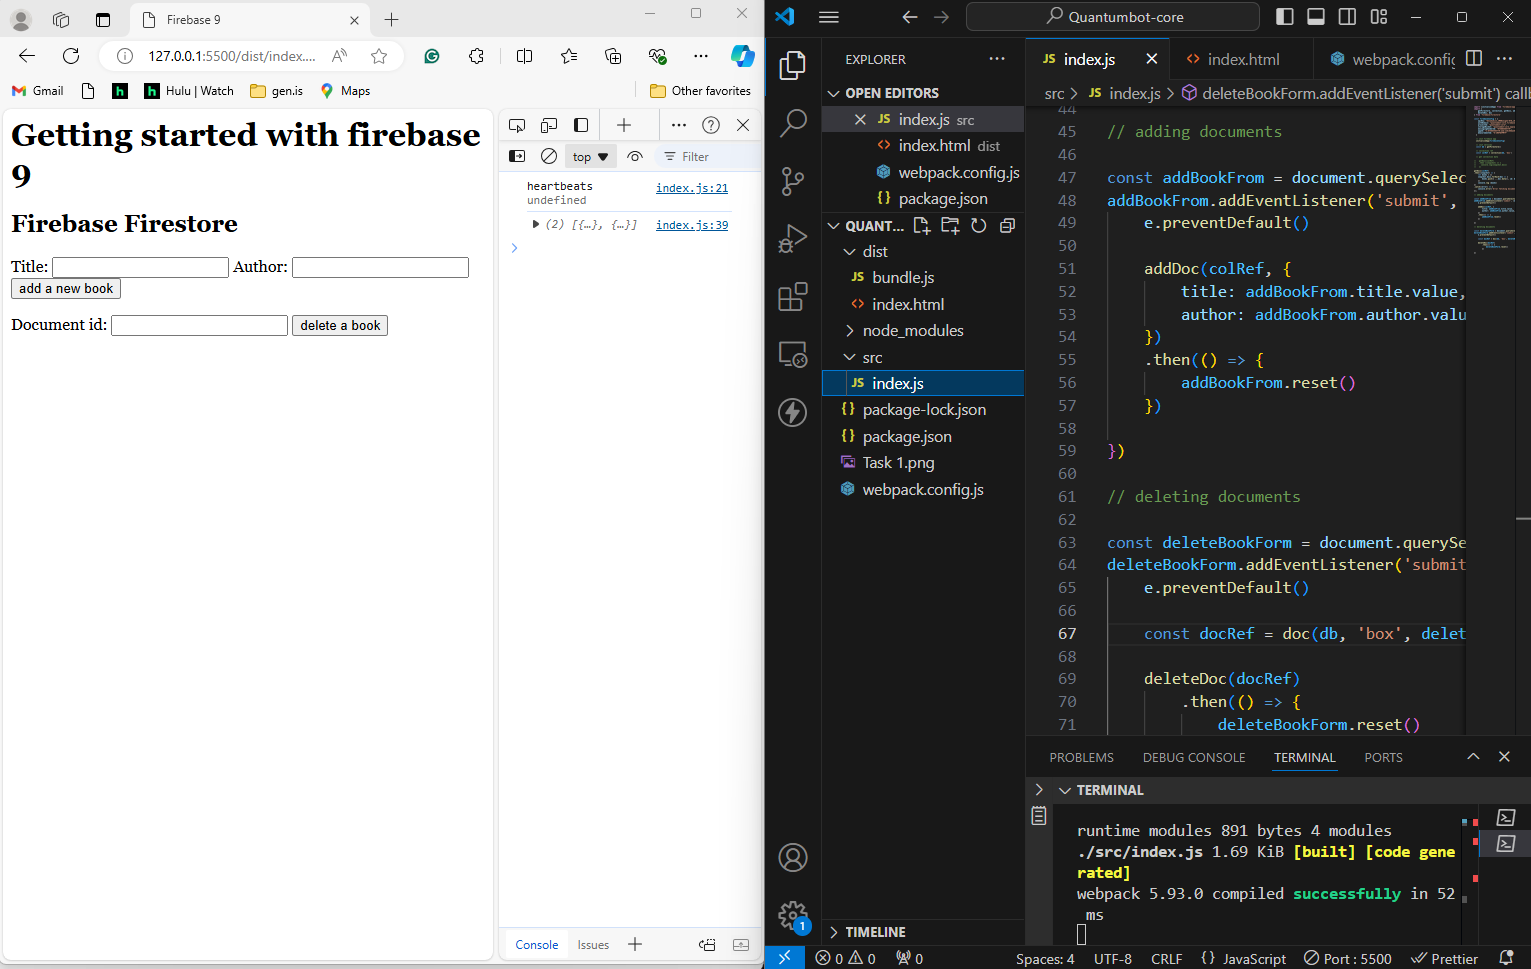 Firebase 9
127.0.0.1:5500/dist/index....
Gmail
Hulu | Watch
gen.is
Maps
Other favorites
Getting started with firebase
9
Firebase Firestore
Title:
Author:
add a new book
Document id:
delete a book
top
Filter
heartbeats
index.js:21
undefined
(2) [{…}, {…}]
index.js:39
Console
Issues
Quantumbot-core
EXPLORER
OPEN EDITORS
JS index.js src
<> index.html dist
webpack.config.js
{} package.json
QUANT...
dist
JS bundle.js
<> index.html
node_modules
src
JS index.js
{} package-lock.json
{} package.json
Task 1.png
webpack.config.js
TIMELINE
JS index.js
<> index.html
webpack.config
src > JS index.js > deleteBookForm.addEventListener('submit') callb
44
45 // adding documents
46
47 const addBookFrom = document.querySelec
48 addBookFrom.addEventListener('submit',
49 e.preventDefault()
50
51 addDoc(colRef, {
52 title: addBookFrom.title.value,
53 author: addBookFrom.author.valu
54 })
55 .then(() => {
56 addBookFrom.reset()
57 })
58
59 })
60
61 // deleting documents
62
63 const deleteBookForm = document.querySe
64 deleteBookForm.addEventListener('submit
65 e.preventDefault()
66
67 const docRef = doc(db, 'box', delet
68
69 deleteDoc(docRef)
70 .then(() => {
71 deleteBookForm.reset()
PROBLEMS
DEBUG CONSOLE
TERMINAL
PORTS
TERMINAL
runtime modules 891 bytes 4 modules
./src/index.js 1.69 KiB [built] [code gene
rated]
webpack 5.93.0 compiled successfully in 52
ms
1
0 0
0
Spaces: 4
UTF-8
CRLF
{} JavaScript
Port : 5500
Prettier